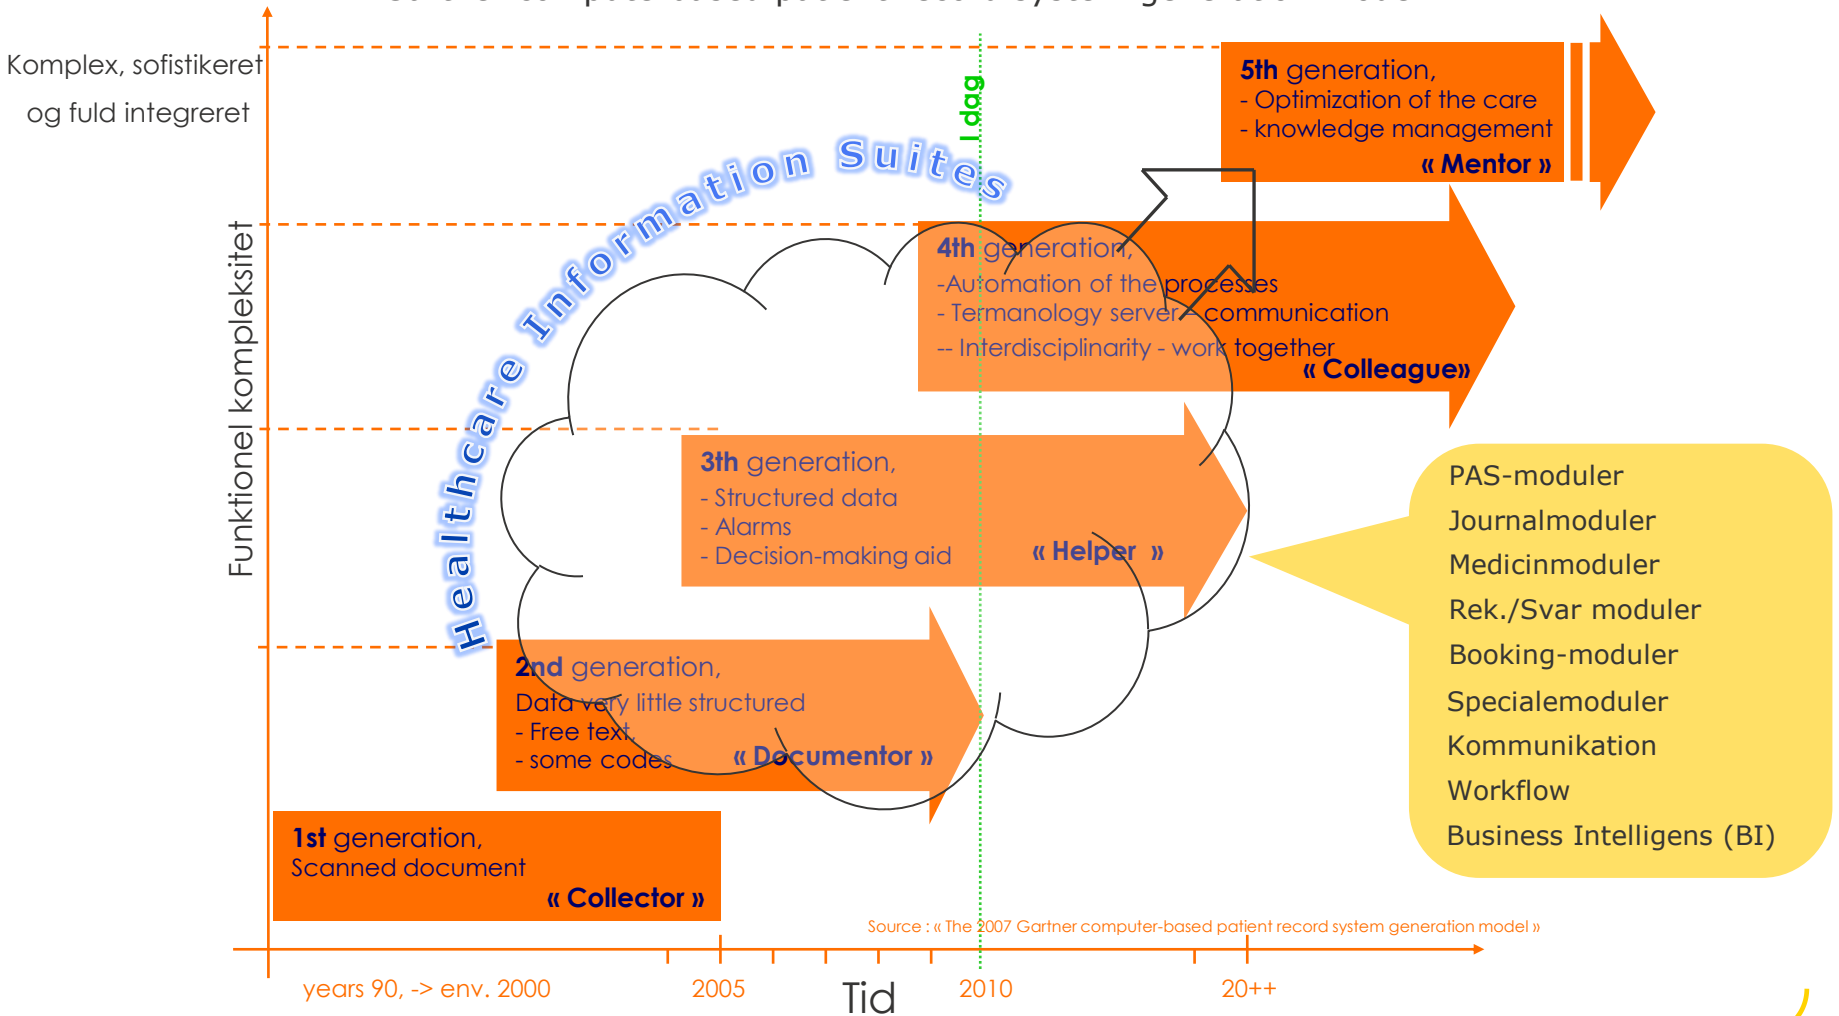 Komplex, sofistikeret
og fuld integreret
Funktionel kompleksitet
Healthcare Information Suites
I dag
5th generation,
- Optimization of the care
- knowledge management
« Mentor »
4th generation,
-Automation of the processes
- Termanology server – communication
-- Interdisciplinarity - work together
« Colleague»
3th generation,
- Structured data
- Alarms
- Decision-making aid
« Helper »
2nd generation,
Data very little structured
- Free text,
- some codes
« Documentor »
1st generation,
Scanned document
« Collector »
PAS-moduler
Journalmoduler
Medicinmoduler
Rek./Svar moduler
Booking-moduler
Specialemoduler
Kommunikation
Workflow
Business Intelligens (BI)
Source : « The 2007 Gartner computer-based patient record system generation model »
years 90, -> env. 2000
2005
2010
20++
Tid